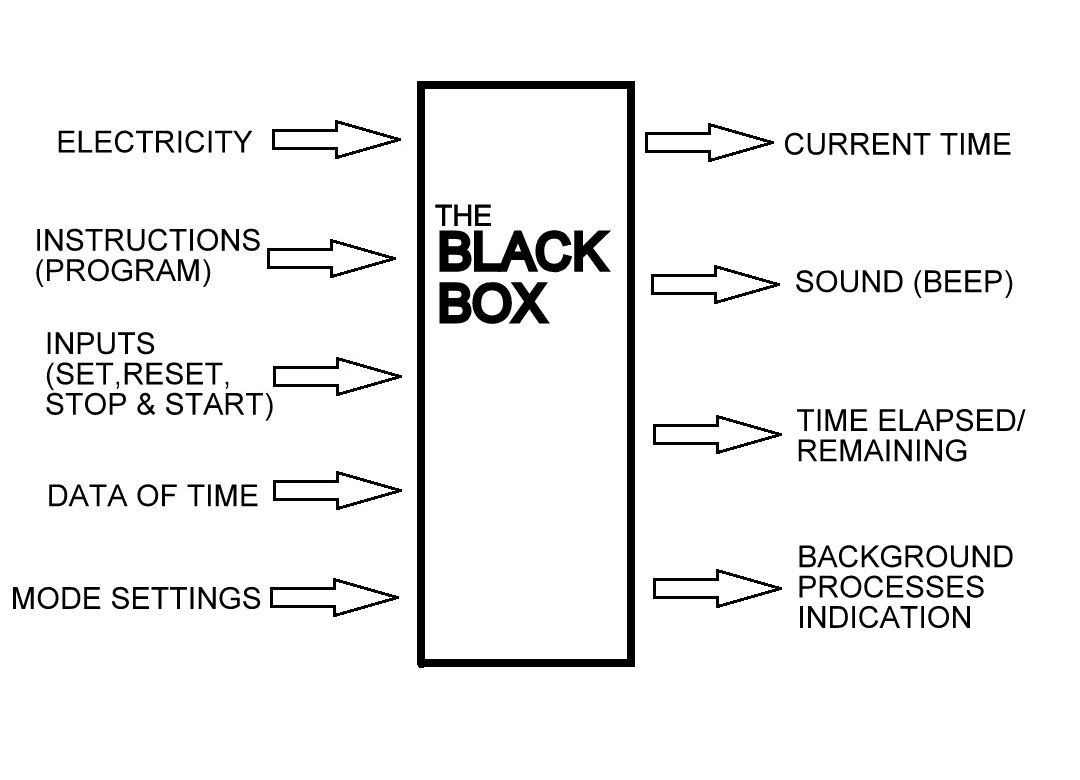 ELECTRICITY
INSTRUCTIONS
(PROGRAM)
INPUTS
(SET,RESET,
STOP & START)
DATA OF TIME
MODE SETTINGS
THE
BLACK
BOX
CURRENT TIME
SOUND (BEEP)
TIME ELAPSED/
REMAINING
BACKGROUND
PROCESSES
INDICATION